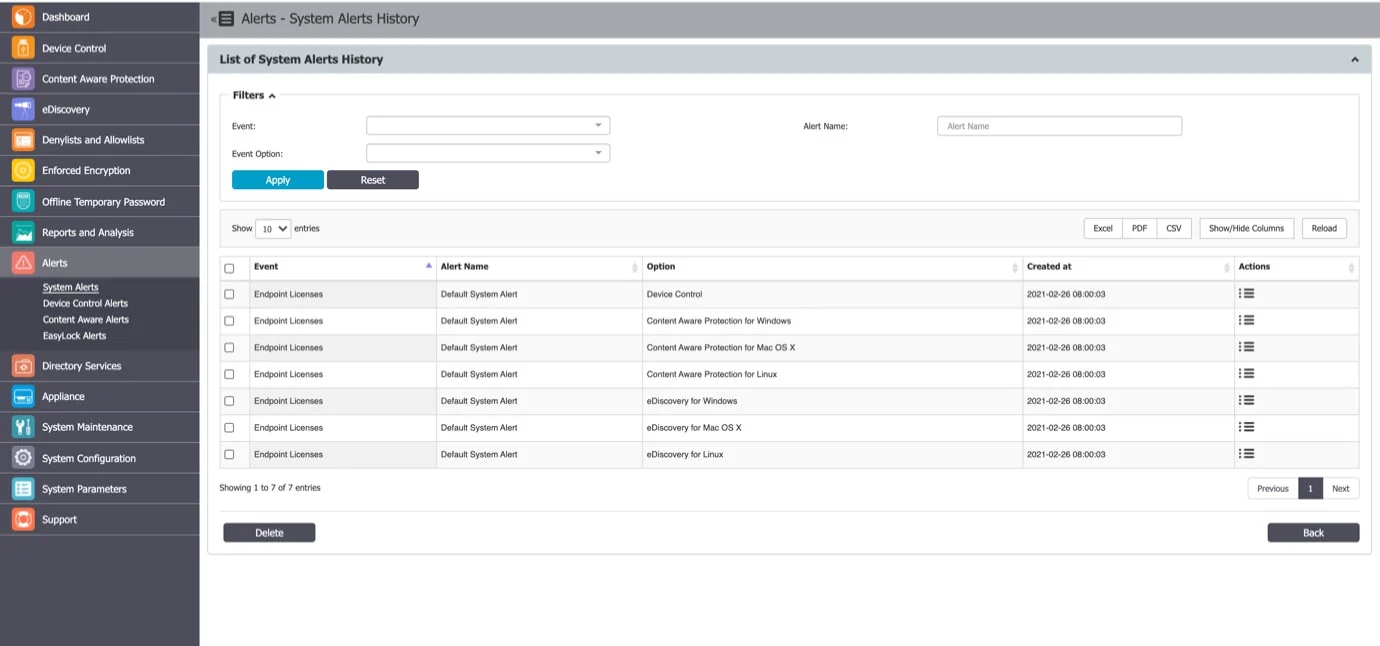 Dashboard
Device Control
Content Aware Protection
eDiscovery
Denylists and Allowlists
Enforced Encryption
Offline Temporary Password
Reports and Analysis
Alerts
System Alerts
Device Control Alerts
Content Aware Alerts
EasyLock Alerts
Directory Services
Appliance
System Maintenance
System Configuration
System Parameters
Support
Alerts - System Alerts History
List of System Alerts History
Filters
Event: Alert Name: Alert Name
Event Option:
Apply Reset
Show 10 entries Excel PDF CSV Show/Hide Columns Reload
Event Alert Name Option Created at Actions
Endpoint Licenses Default System Alert Device Control 2021-02-26 08:00:03
Endpoint Licenses Default System Alert Content Aware Protection for Windows 2021-02-26 08:00:03
Endpoint Licenses Default System Alert Content Aware Protection for Mac OS X 2021-02-26 08:00:03
Endpoint Licenses Default System Alert Content Aware Protection for Linux 2021-02-26 08:00:03
Endpoint Licenses Default System Alert eDiscovery for Windows 2021-02-26 08:00:03
Endpoint Licenses Default System Alert eDiscovery for Mac OS X 2021-02-26 08:00:03
Endpoint Licenses Default System Alert eDiscovery for Linux 2021-02-26 08:00:03
Showing 1 to 7 of 7 entries Previous 1 Next
Delete Back